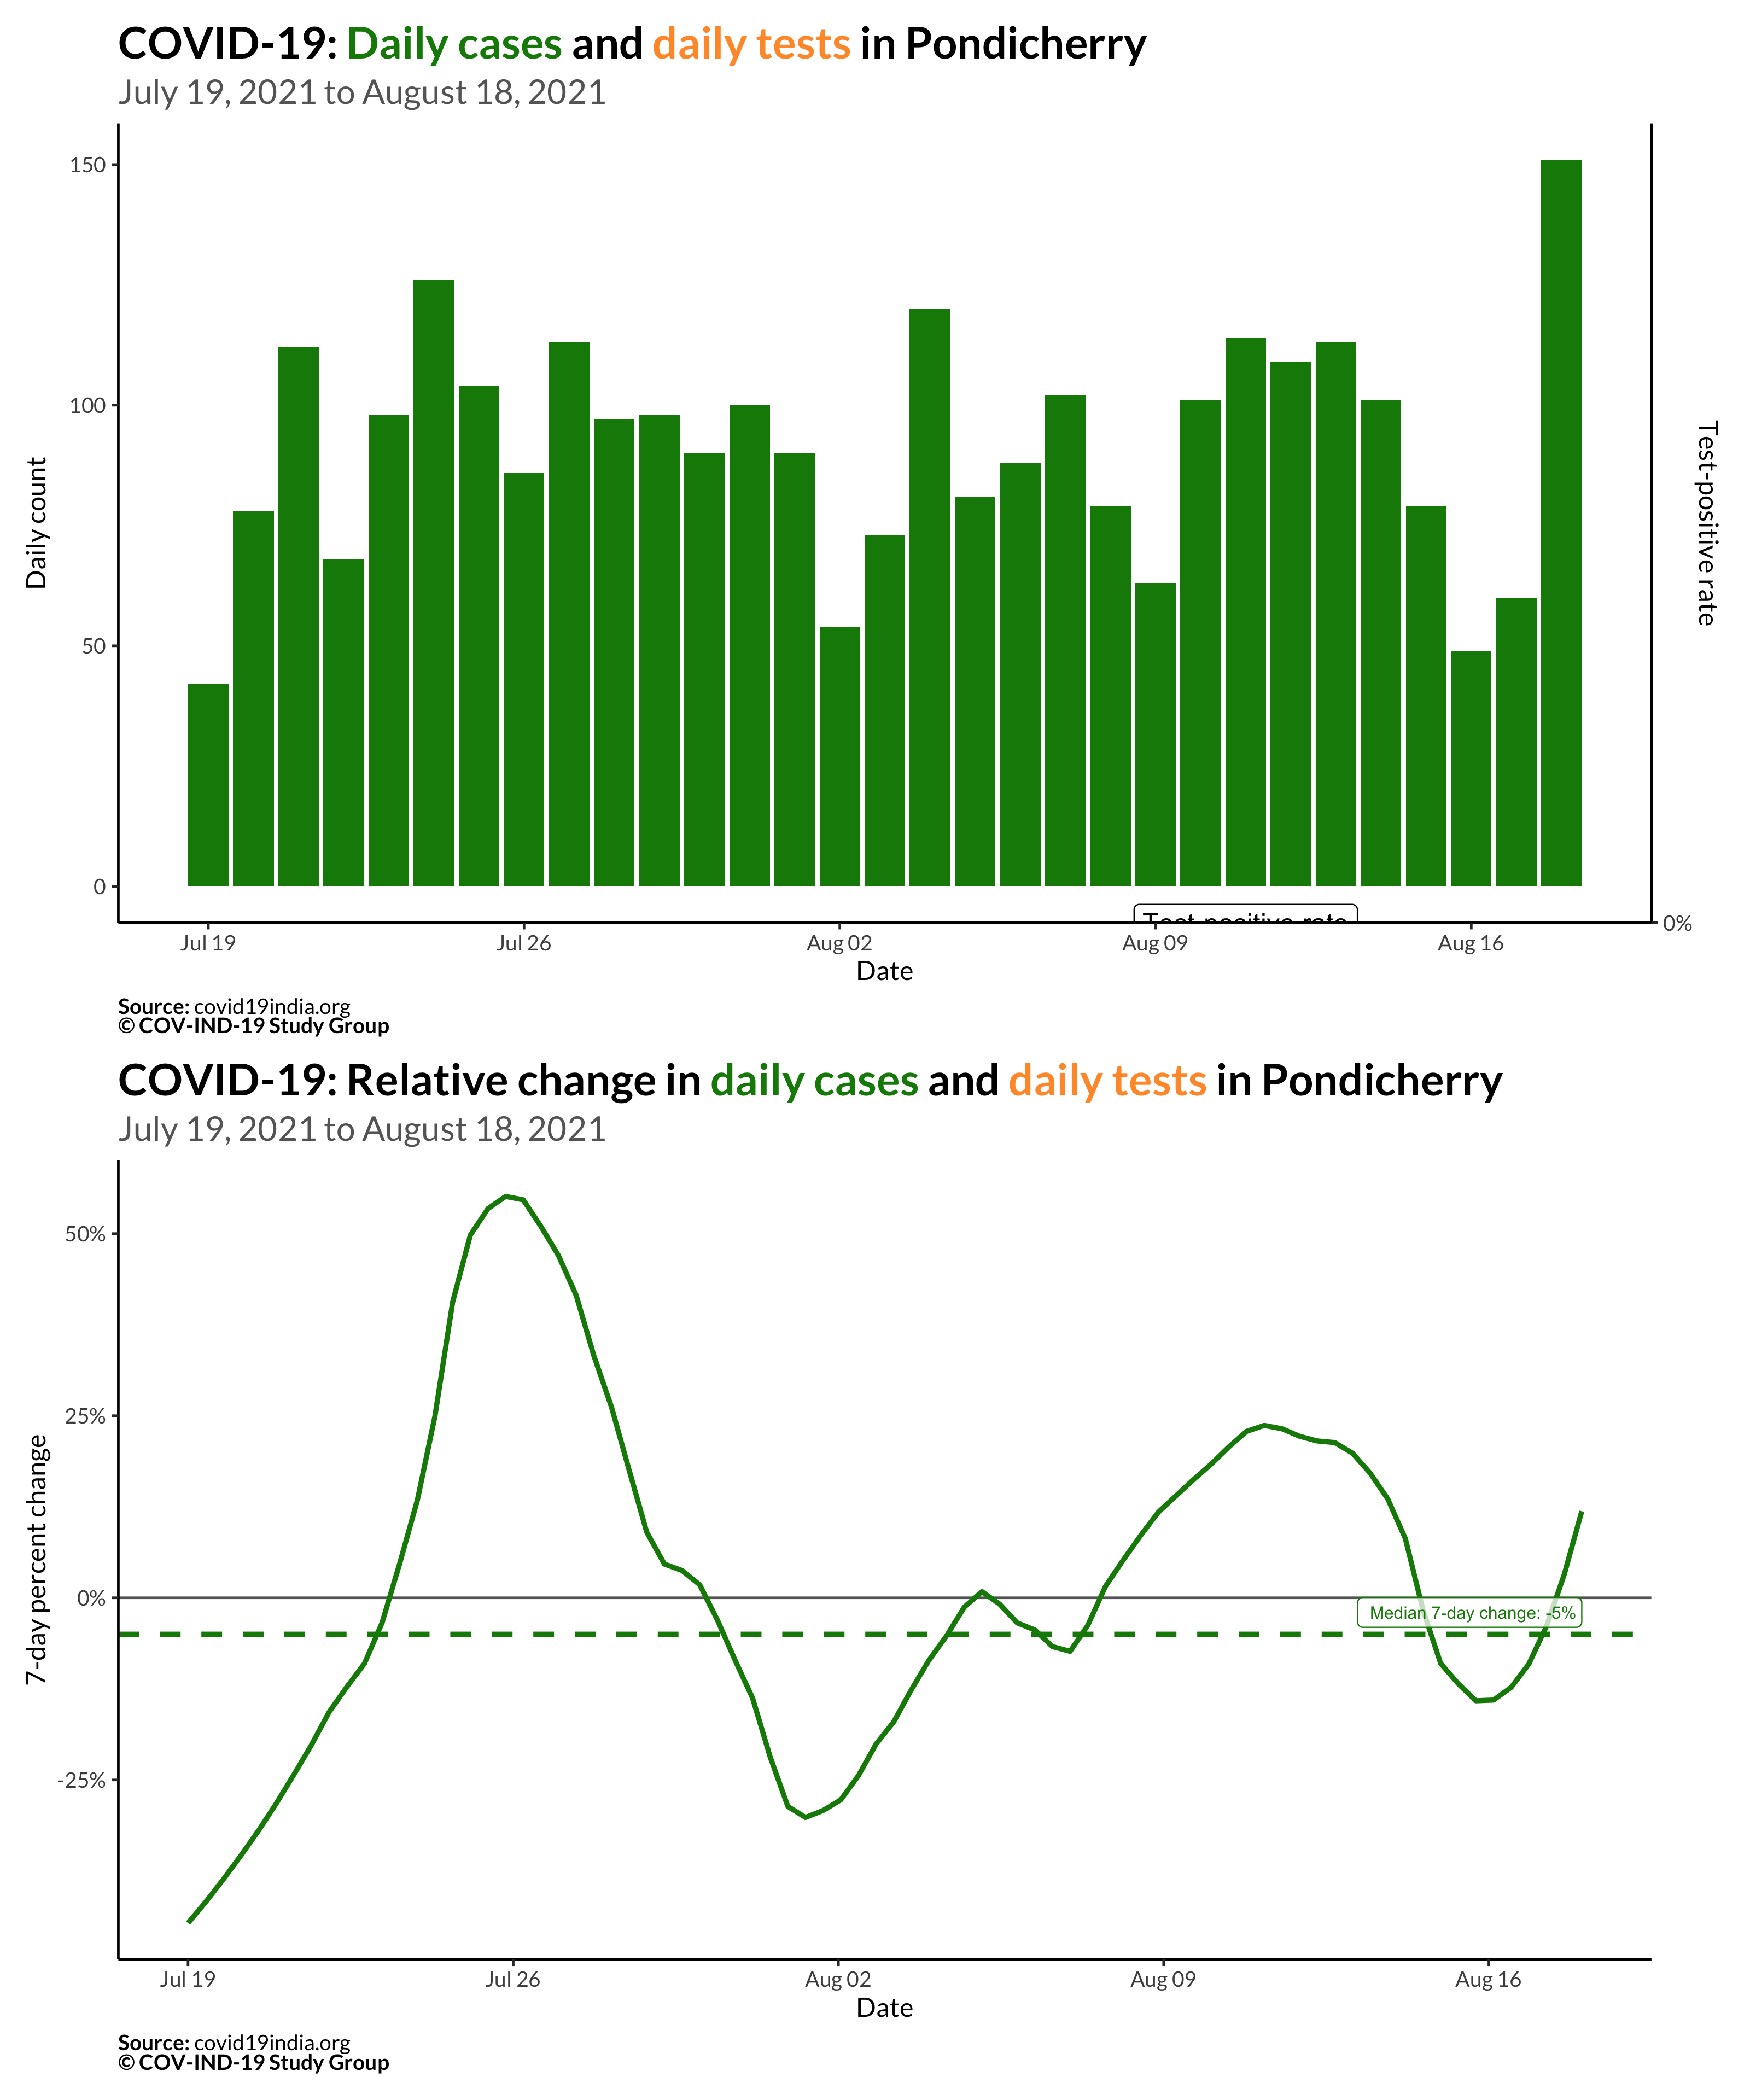 COVID-19: Daily cases and daily tests in Pondicherry
July 19, 2021 to August 18, 2021
150
100
50
0
Daily count
Test-positive rate
Test-positive rate
0%
Jul 19
Jul 26
Aug 02
Aug 09
Aug 16
Date
Source: covid19india.org
© COV-IND-19 Study Group
COVID-19: Relative change in daily cases and daily tests in Pondicherry
July 19, 2021 to August 18, 2021
50%
25%
0%
-25%
7-day percent change
Median 7-day change: -5%
Jul 19
Jul 26
Aug 02
Aug 09
Aug 16
Date
Source: covid19india.org
© COV-IND-19 Study Group